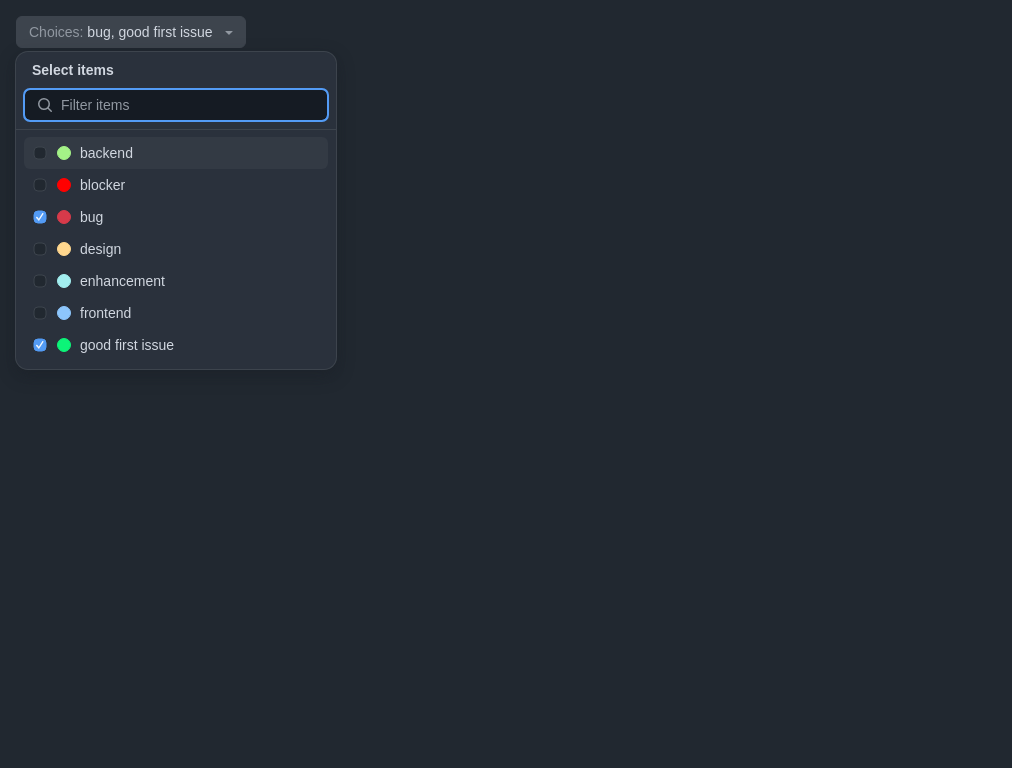 Choices: bug, good first issue
Select items
Filter items
backend
blocker
bug
design
enhancement
frontend
good first issue